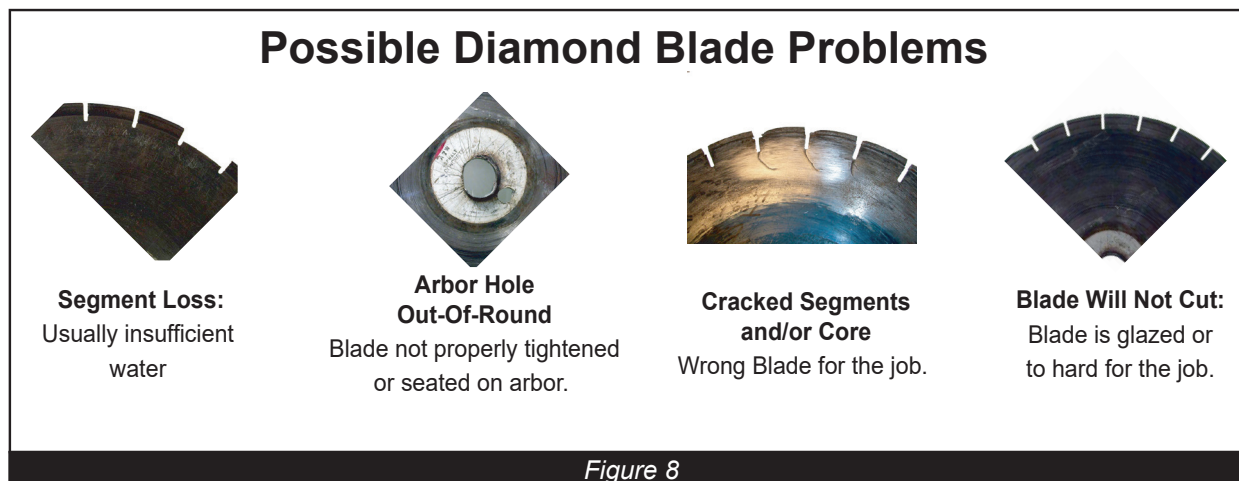 Possible Diamond Blade Problems
Segment Loss:
Usually insufficient
water
Arbor Hole
Out-Of-Round
Blade not properly tightened
or seated on arbor.
Cracked Segments
and/or Core
Wrong Blade for the job.
Blade Will Not Cut:
Blade is glazed or
to hard for the job.
Figure 8